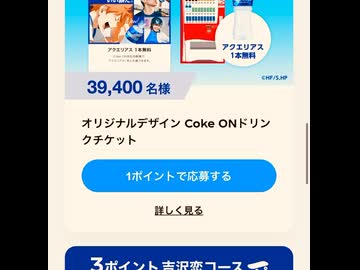 アクエリアス 1本無料
アクエリアス
1本無料
©HF/S,HP
39,400 名様
オリジナルデザイン Coke ONドリン
クチケット
1ポイントで応募する
詳しく見る
3ポイント 吉沢恋コース